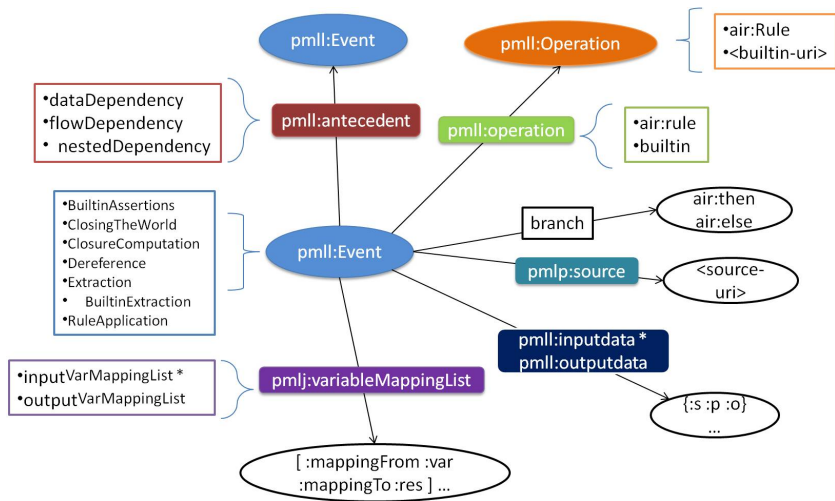 pmll:Event
pmll:Operation
•air:Rule
•<builtin-uri>
•dataDependency
•flowDependency
• nestedDependency
pmll:antecedent
pmll:operation
•air:rule
•builtin
•BuiltinAssertions
•ClosingTheWorld
•ClosureComputation
•Dereference
•Extraction
• BuiltinExtraction
•RuleApplication
pmll:Event
branch
air:then
air:else
pmlp:source
<source-
uri>
pmll:inputdata *
pmll:outputdata
•inputVarMappingList *
•outputVarMappingList
pmlj:variableMappingList
{:s :p :o}
...
[ :mappingFrom :var
:mappingTo :res ] ...